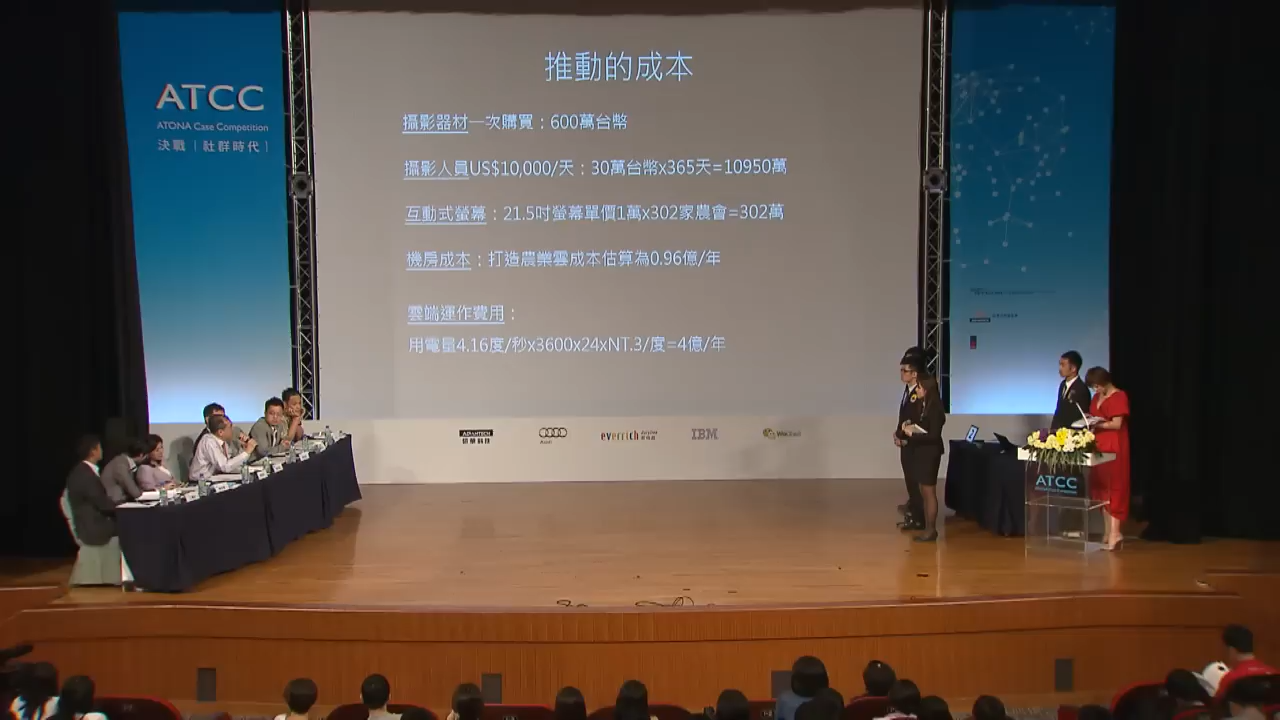 ATCC
ATONA Case Competition
決戰｜社群時代｜
推動的成本
攝影器材一次購買：600萬台幣
攝影人員US$10,000/天：30萬台幣x365天=10950萬
互動式螢幕：21.5吋螢幕單價1萬x302家農會=302萬
機房成本：打造農業雲成本估算為0.96億/年
雲端運作費用：
用電量4.16度/秒x3600x24xNT.3/度=4億/年
ADVANTECH
研華科技
Audi
everrich
IBM
ATCC